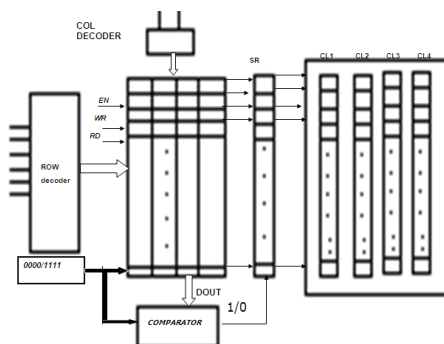 COL
DECODER
SR
CL1 CL2 CL3 CL4
EN
WR
RD
ROW
decoder
0000/1111
DOUT
1/0
COMPARATOR